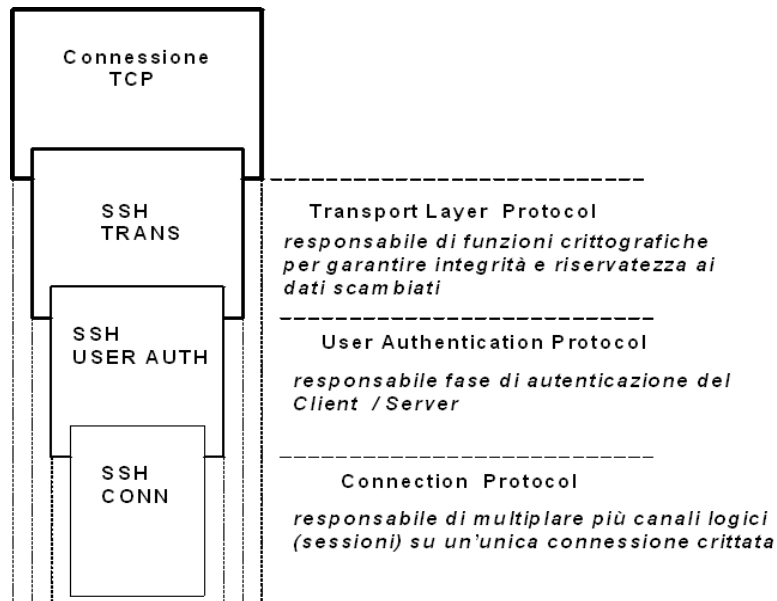 Connessione
TCP
SSH
TRANS
Transport Layer Protocol
responsabile di funzioni crittografiche
per garantire integrità e riservatezza ai
dati scambiati
SSH
USER AUTH
User Authentication Protocol
responsabile fase di autenticazione del
Client / Server
SSH
CONN
Connection Protocol
responsabile di multiplare più canali logici
(sessioni) su un'unica connessione crittata